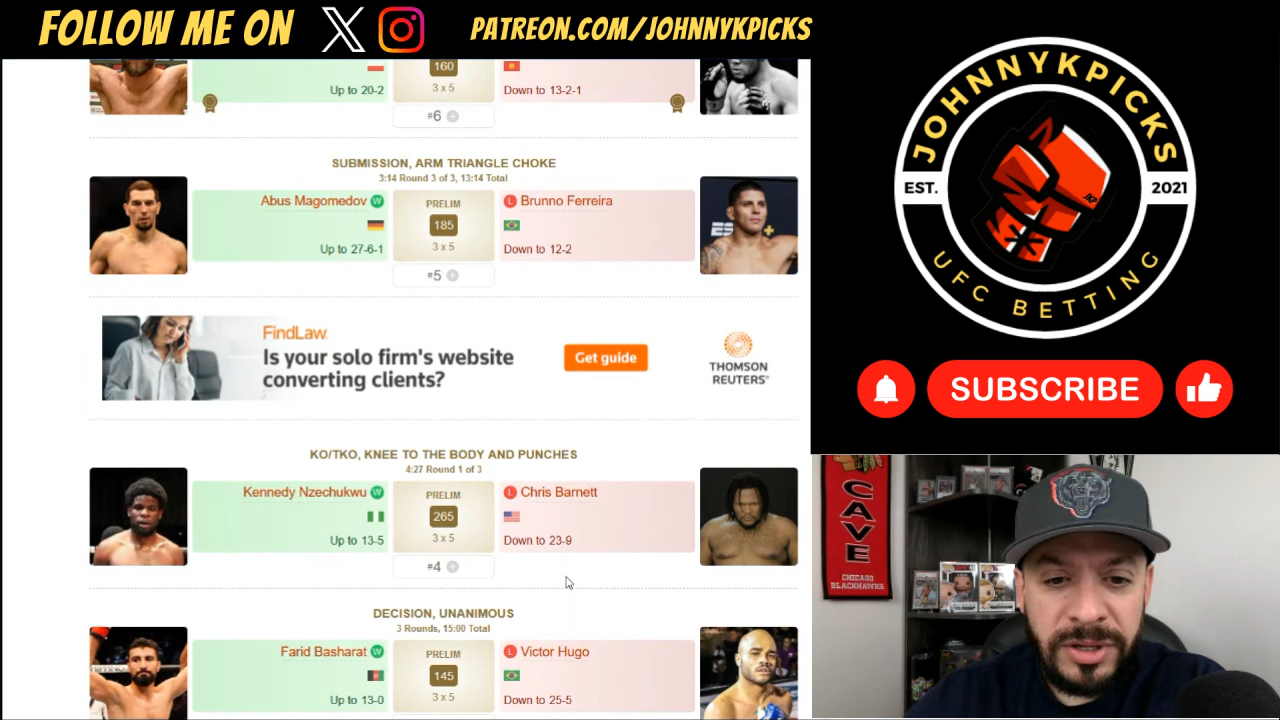 FOLLOW ME ON
PATREON.COM/JOHNNYKPICKS
160
Up to 20-2
Down to 13-2-1
#6
SUBMISSION, ARM TRIANGLE CHOKE
3:14 Round 3 of 3, 13:14 Total
Abus Magomedov W
PRELIM
L Brunno Ferreira
185
Up to 27-6-1
3 x 5
Down to 12-2
#5
FindLaw.
Is your solo firm's website
converting clients?
Get guide
THOMSON
REUTERS®
KO/TKO, KNEE TO THE BODY AND PUNCHES
4:27 Round 1 of 3
Kennedy Nzechukwu W
PRELIM
L Chris Barnett
265
Up to 13-5
3 x 5
Down to 23-9
#4
DECISION, UNANIMOUS
3 Rounds, 15:00 Total
Farid Basharat W
PRELIM
L Victor Hugo
145
Up to 13-0
3 x 5
Down to 25-5
JOHNNYKPICKS
EST.
2021
JKP
UFC BETTING
SUBSCRIBE
CAVE
CHICAGO
BLACKHAWKS